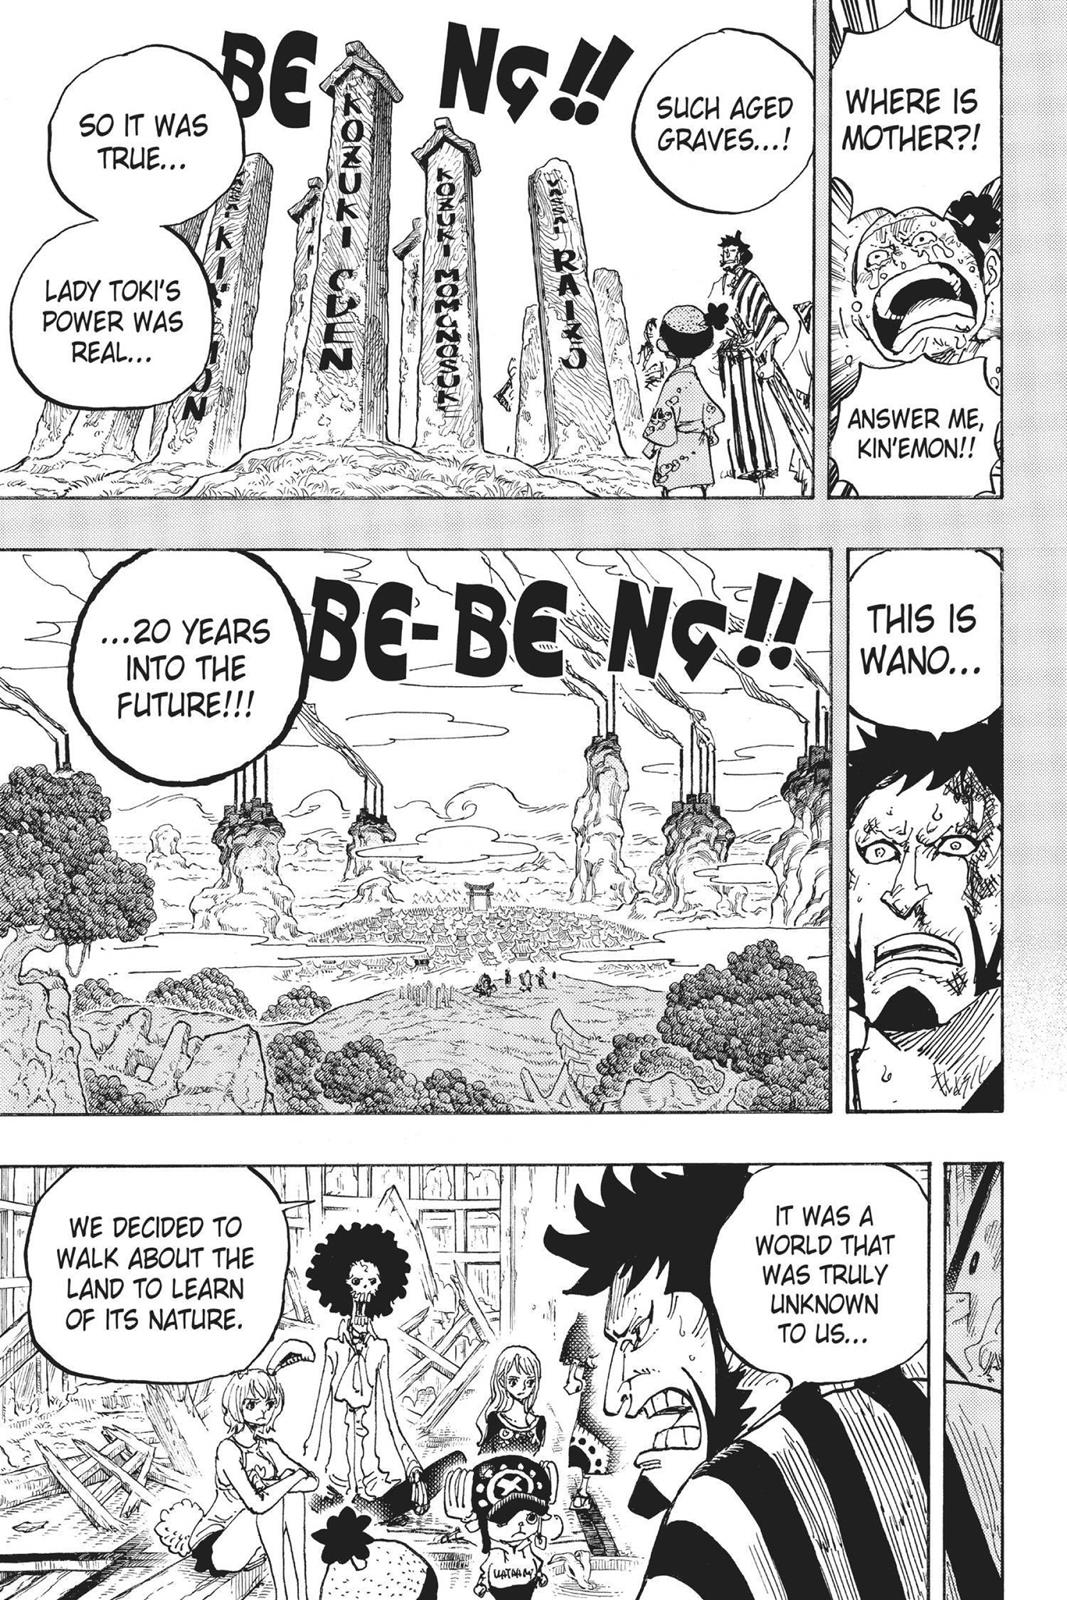 WHERE IS
MOTHER?!
ANSWER ME,
KIN'EMON!!
SUCH AGED
GRAVES...!
BE NG!!
SO IT WAS
TRUE...
LADY TOKI'S
POWER WAS
REAL...
KOZUKI ODEN
KOZUKI MOMONOSUKE
RAIZO
THIS IS
WANO...
BE-BE NG!!
...20 YEARS
INTO THE
FUTURE!!!
IT WAS A
WORLD THAT
WAS TRULY
UNKNOWN
TO US...
WE DECIDED TO
WALK ABOUT THE
LAND TO LEARN
OF ITS NATURE.